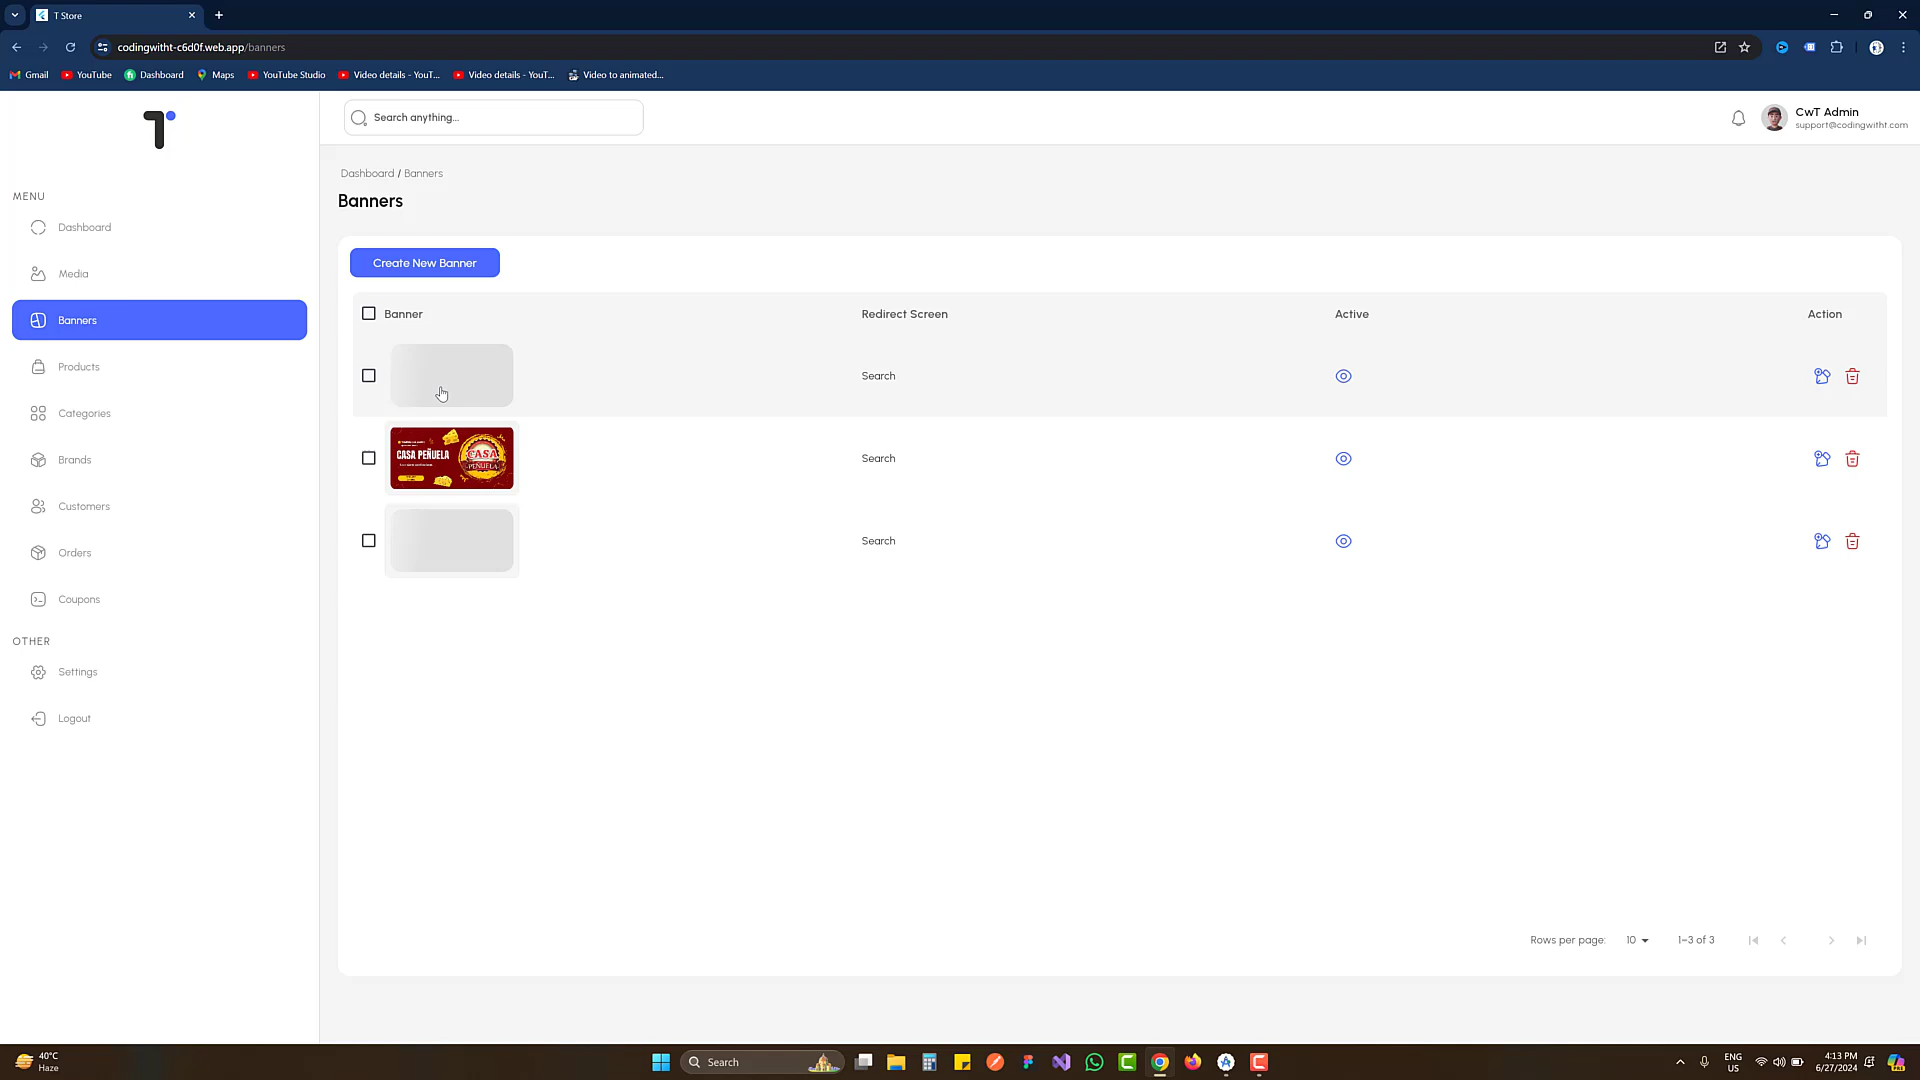 T Store
codingwitht-c6d0f.web.app/banners
Gmail
YouTube
Dashboard
Maps
YouTube Studio
Video details - YouT...
Video details - YouT...
Video to animated...
Search anything...
CwT Admin
support@codingwitht.com
MENU
Dashboard
Media
Banners
Products
Categories
Brands
Customers
Orders
Coupons
OTHER
Settings
Logout
Dashboard / Banners
Banners
Create New Banner
Banner Redirect Screen Active Action
Search
CASA PEÑUELA
CASA
PEÑUELA
Search
Search
Rows per page: 10 1-3 of 3
40°C
Haze
Search
ENG
US
4:13 PM
6/27/2024